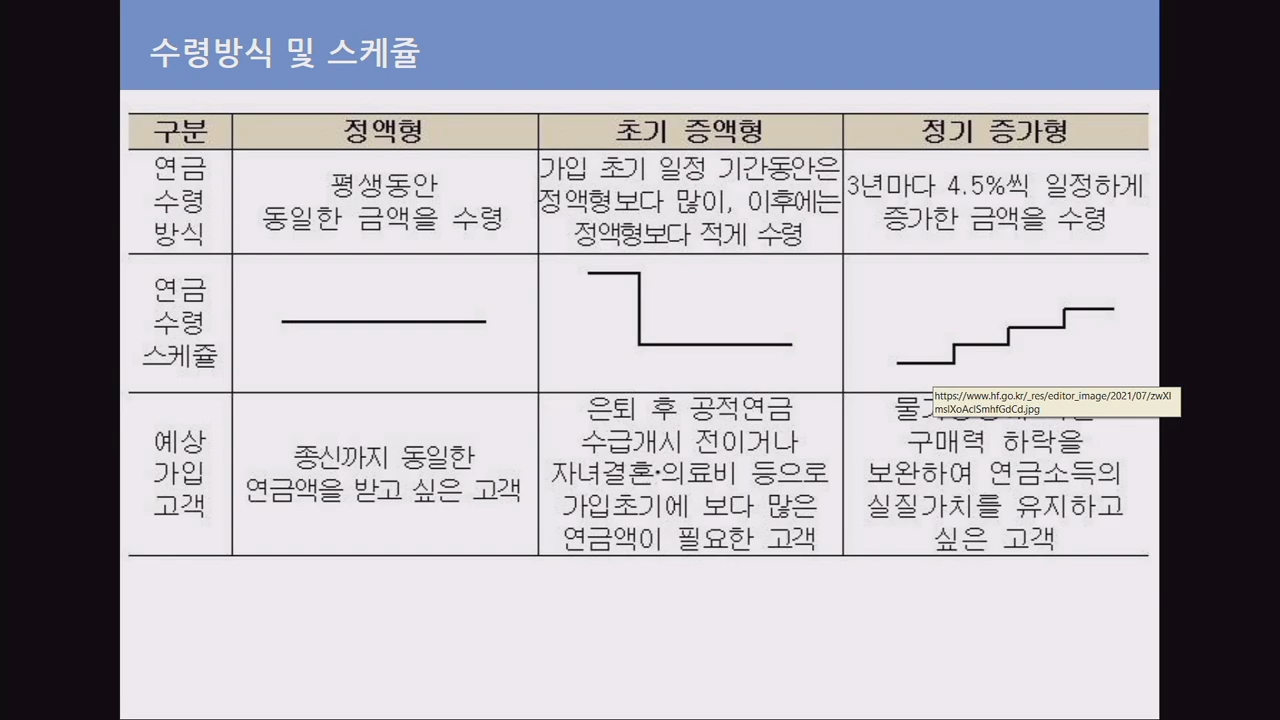 수령방식 및 스케쥴
구분 정액형 초기 증액형 정기 증가형
연금
수령
방식
평생동안
동일한 금액을 수령
가입 초기 일정 기간동안은
정액형보다 많이, 이후에는
정액형보다 적게 수령
3년마다 4.5%씩 일정하게
증가한 금액을 수령
연금
수령
스케쥴
예상
가입
고객
종신까지 동일한
연금액을 받고 싶은 고객
은퇴 후 공적연금
수급개시 전이거나
자녀결혼·의료비 등으로
가입초기에 보다 많은
연금액이 필요한 고객
구매력 하락을
보완하여 연금소득의
실질가치를 유지하고
싶은 고객
https://www.hf.go.kr/_res/editor_image/2021/07/zwXl